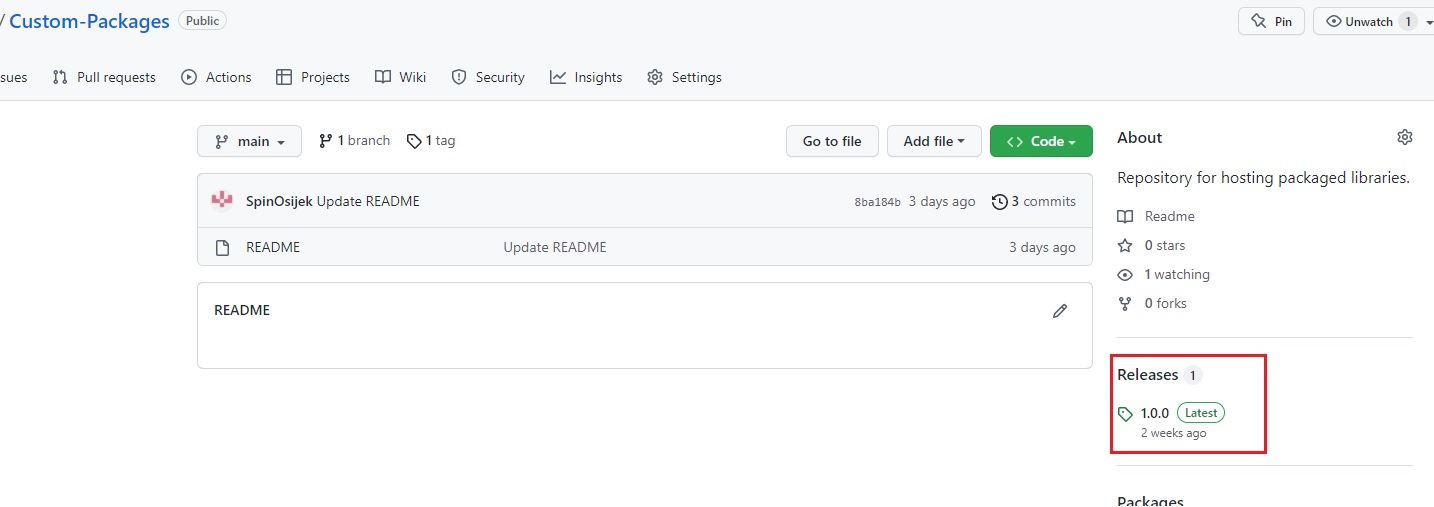 / Custom-Packages Public
Pin
Unwatch 1
sues Pull requests Actions Projects Wiki Security Insights Settings
main 1 branch 1 tag
Go to file Add file Code
SpinOsijek Update README 8ba184b 3 days ago 3 commits
README Update README 3 days ago
README
About
Repository for hosting packaged libraries.
Readme
0 stars
1 watching
0 forks
Releases 1
1.0.0 Latest
2 weeks ago
Packages